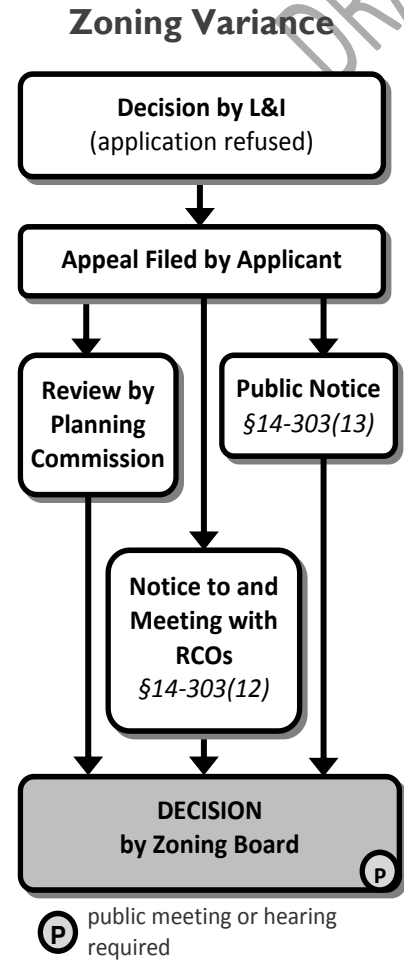 Zoning Variance
Decision by L&I
(application refused)
Appeal Filed by Applicant
Review by
Planning
Commission
Public Notice
§14-303(13)
Notice to and
Meeting with
RCOs
§14-303(12)
DECISION
by Zoning Board
P
P
public meeting or hearing
required